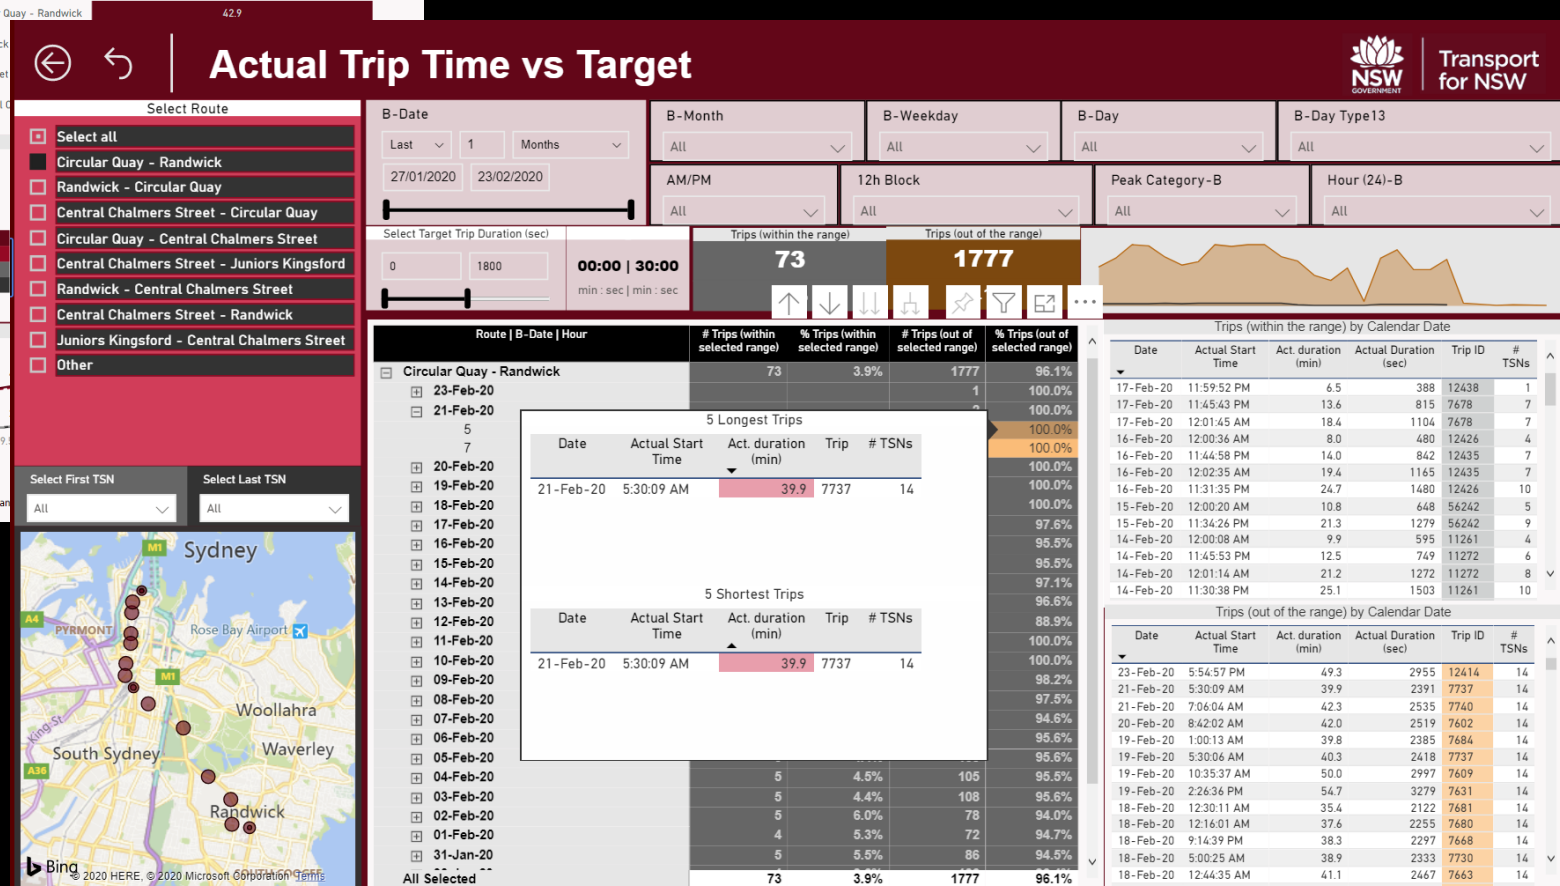 Quay - Randwick
42.9
Actual Trip Time vs Target
NSW
GOVERNMENT
Transport
for NSW
Select Route
Select all
Circular Quay - Randwick
Randwick - Circular Quay
Central Chalmers Street - Circular Quay
Circular Quay - Central Chalmers Street
Central Chalmers Street - Juniors Kingsford
Randwick - Central Chalmers Street
Central Chalmers Street - Randwick
Juniors Kingsford - Central Chalmers Street
Other
B-Date
Last
1
Months
27/01/2020
23/02/2020
B-Month
All
B-Weekday
All
B-Day
All
B-Day Type13
All
AM/PM
All
12h Block
All
Peak Category-B
All
Hour (24)-B
All
Select Target Trip Duration (sec)
0
1800
00:00 | 30:00
min : sec | min : sec
Trips (within the range)
73
Trips (out of the range)
1777
Select First TSN
All
Select Last TSN
All
M1
Sydney
A4
PYRMONT
Rose Bay Airport
M1
King St
Woollahra
South Sydney
Waverley
A36
Randwick
SOUTH COOGEE
Bing
© 2020 HERE, © 2020 Microsoft Corporation Terms
Route | B-Date | Hour # Trips (within selected range) % Trips (within selected range) # Trips (out of selected range) % Trips (out of selected range)
Circular Quay - Randwick 73 3.9% 1777 96.1%
23-Feb-20 1 100.0%
21-Feb-20 2 100.0%
5 100.0%
7 100.0%
20-Feb-20 100.0%
19-Feb-20 100.0%
18-Feb-20 100.0%
17-Feb-20 97.6%
16-Feb-20 95.5%
15-Feb-20 95.5%
14-Feb-20 97.1%
13-Feb-20 96.6%
12-Feb-20 88.9%
11-Feb-20 100.0%
10-Feb-20 100.0%
09-Feb-20 98.2%
08-Feb-20 97.5%
07-Feb-20 94.6%
06-Feb-20 95.6%
05-Feb-20 95.6%
04-Feb-20 5 4.5% 105 95.5%
03-Feb-20 5 4.4% 108 95.6%
02-Feb-20 5 6.0% 78 94.0%
01-Feb-20 4 5.3% 72 94.7%
31-Jan-20 5 5.5% 86 94.5%
All Selected 73 3.9% 1777 96.1%
5 Longest Trips
Date Actual Start Time Act. duration (min) Trip # TSNs
21-Feb-20 5:30:09 AM 39.9 7737 14
5 Shortest Trips
Date Actual Start Time Act. duration (min) Trip # TSNs
21-Feb-20 5:30:09 AM 39.9 7737 14
Trips (within the range) by Calendar Date
Date Actual Start Time Act. duration (min) Actual Duration (sec) Trip ID # TSNs
17-Feb-20 11:59:52 PM 6.5 388 12438 1
17-Feb-20 11:45:43 PM 13.6 815 7678 7
17-Feb-20 12:01:45 AM 18.4 1104 7678 7
16-Feb-20 12:00:36 AM 8.0 480 12426 4
16-Feb-20 11:44:58 PM 14.0 842 12435 7
16-Feb-20 12:02:35 AM 19.4 1165 12435 7
16-Feb-20 11:31:35 PM 24.7 1480 12426 10
15-Feb-20 12:00:20 AM 10.8 648 56242 5
15-Feb-20 11:34:26 PM 21.3 1279 56242 9
14-Feb-20 12:00:08 AM 9.9 595 11261 4
14-Feb-20 11:45:53 PM 12.5 749 11272 6
14-Feb-20 12:01:14 AM 21.2 1272 11272 8
14-Feb-20 11:30:38 PM 25.1 1503 11261 10
Trips (out of the range) by Calendar Date
Date Actual Start Time Act. duration (min) Actual Duration (sec) Trip ID # TSNs
23-Feb-20 5:54:57 PM 49.3 2955 12414 14
21-Feb-20 5:30:09 AM 39.9 2391 7737 14
21-Feb-20 7:06:04 AM 42.3 2535 7740 14
20-Feb-20 8:42:02 AM 42.0 2519 7602 14
19-Feb-20 1:00:13 AM 39.8 2385 7684 14
19-Feb-20 5:30:06 AM 40.3 2418 7737 14
19-Feb-20 10:35:37 AM 50.0 2997 7609 14
19-Feb-20 2:26:36 PM 54.7 3279 7631 14
18-Feb-20 12:30:11 AM 35.4 2122 7681 14
18-Feb-20 12:16:01 AM 37.6 2255 7680 14
18-Feb-20 9:14:39 PM 38.3 2297 7668 14
18-Feb-20 5:00:25 AM 38.9 2333 7730 14
18-Feb-20 12:44:35 AM 41.1 2467 7663 14